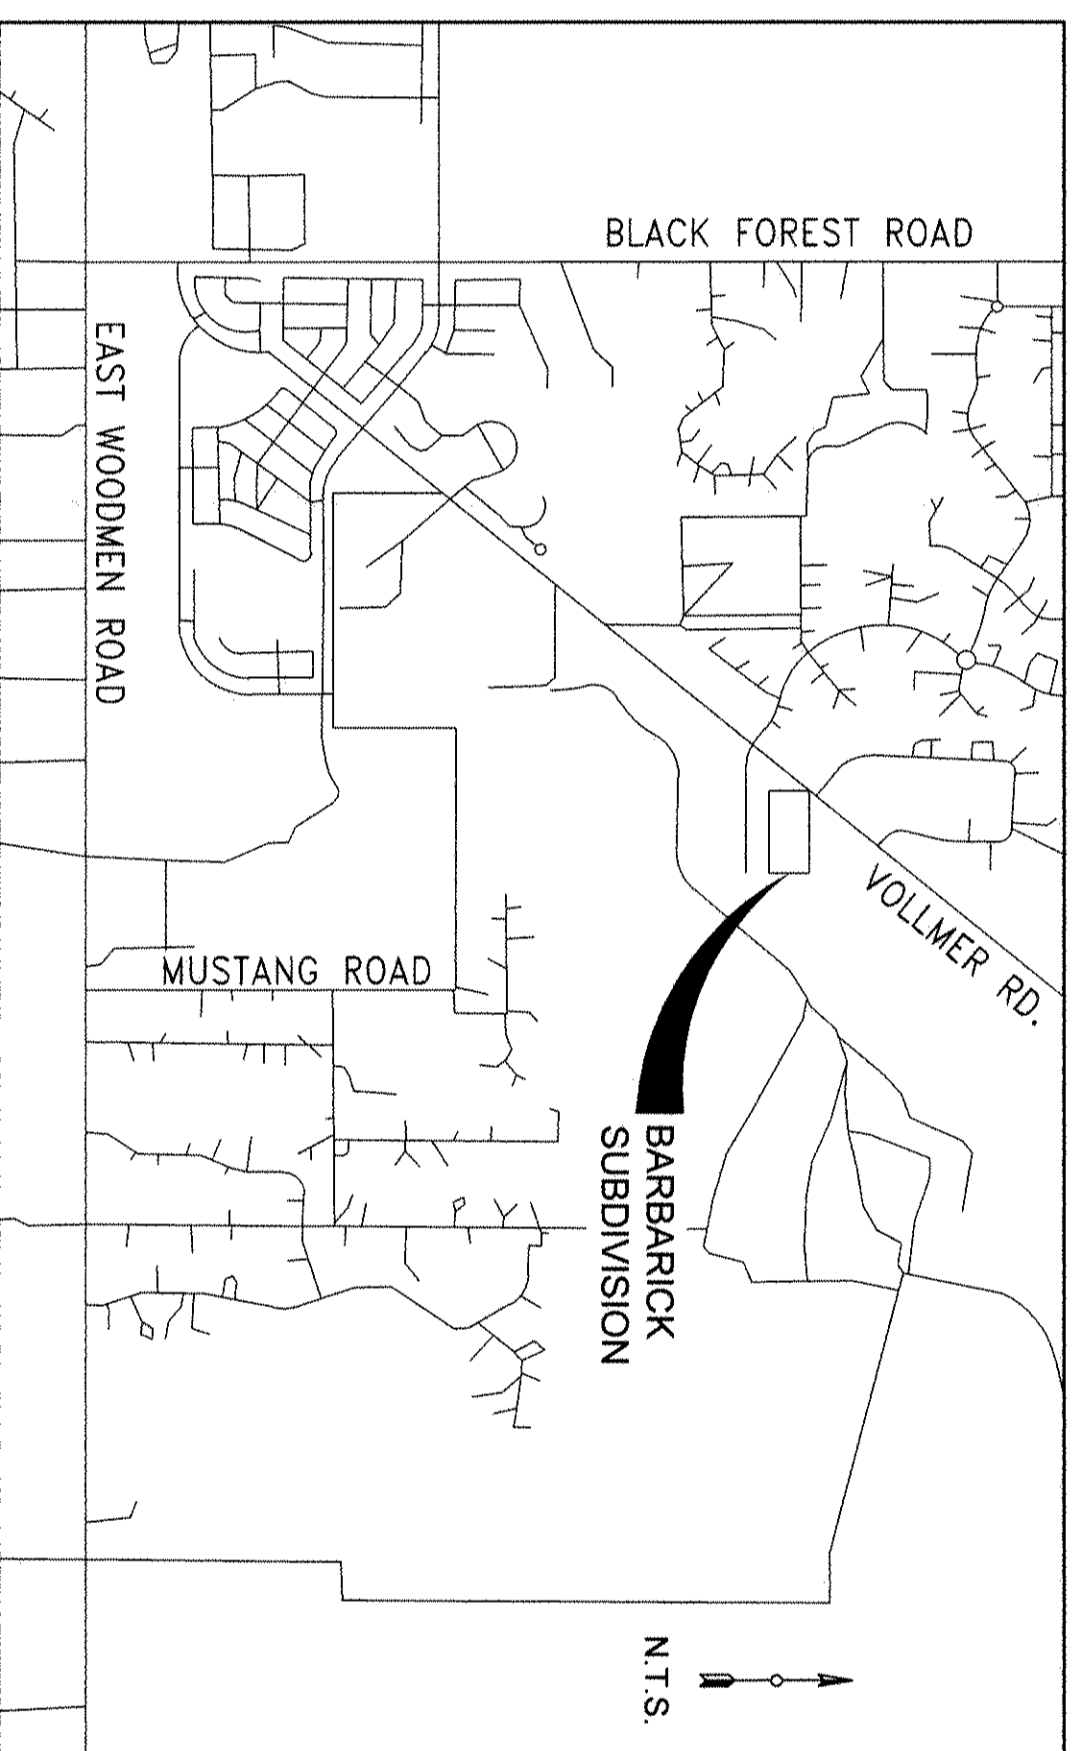 BLACK FOREST ROAD
EAST WOODMEN ROAD
VOLLMER RD.
MUSTANG ROAD
BARBARICK
SUBDIVISION
N.T.S.